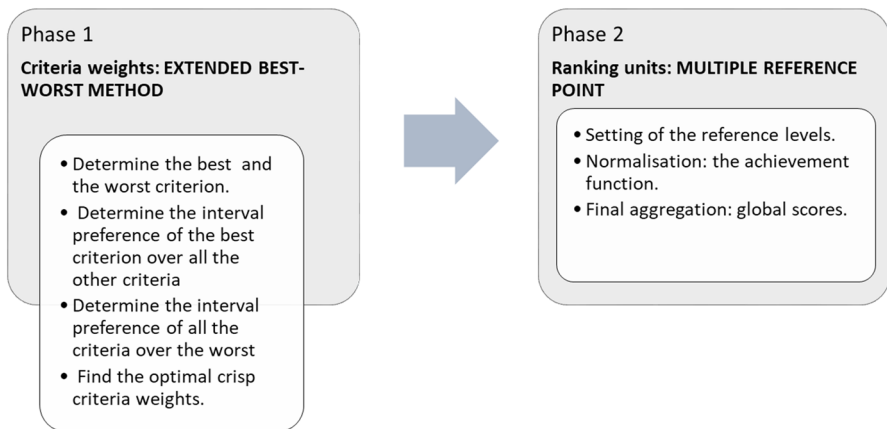 Phase 1
Criteria weights: EXTENDED BEST-
WORST METHOD
• Determine the best and
the worst criterion.
• Determine the interval
preference of the best
criterion over all the
other criteria
• Determine the interval
preference of all the
criteria over the worst
• Find the optimal crisp
criteria weights.
Phase 2
Ranking units: MULTIPLE REFERENCE
POINT
• Setting of the reference levels.
• Normalisation: the achievement
function.
• Final aggregation: global scores.